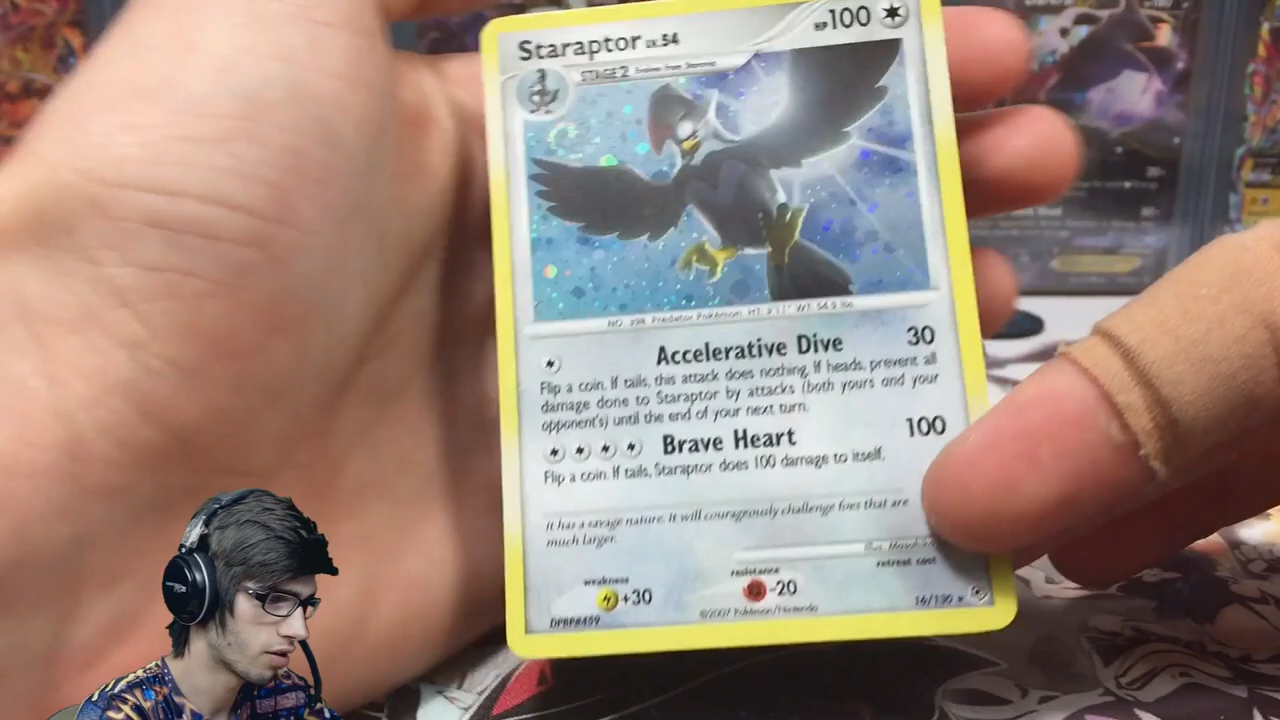 Staraptor LV.54 HP 100
STAGE 2 Evolves from Staravia
NO. 398 Predator Pokémon HT: 3'11" WT: 54.9 lbs.
Accelerative Dive 30
Flip a coin. If tails, this attack does nothing. If heads, prevent all
damage done to Staraptor by attacks (both yours and your
opponent's) until the end of your next turn.
Brave Heart 100
Flip a coin. If tails, Staraptor does 100 damage to itself.
It has a savage nature. It will courageously challenge foes that are
much larger.
Illus.
weakness resistance retreat cost
+30 -20
DPBP#459 ©2007 Pokémon/Nintendo 16/130